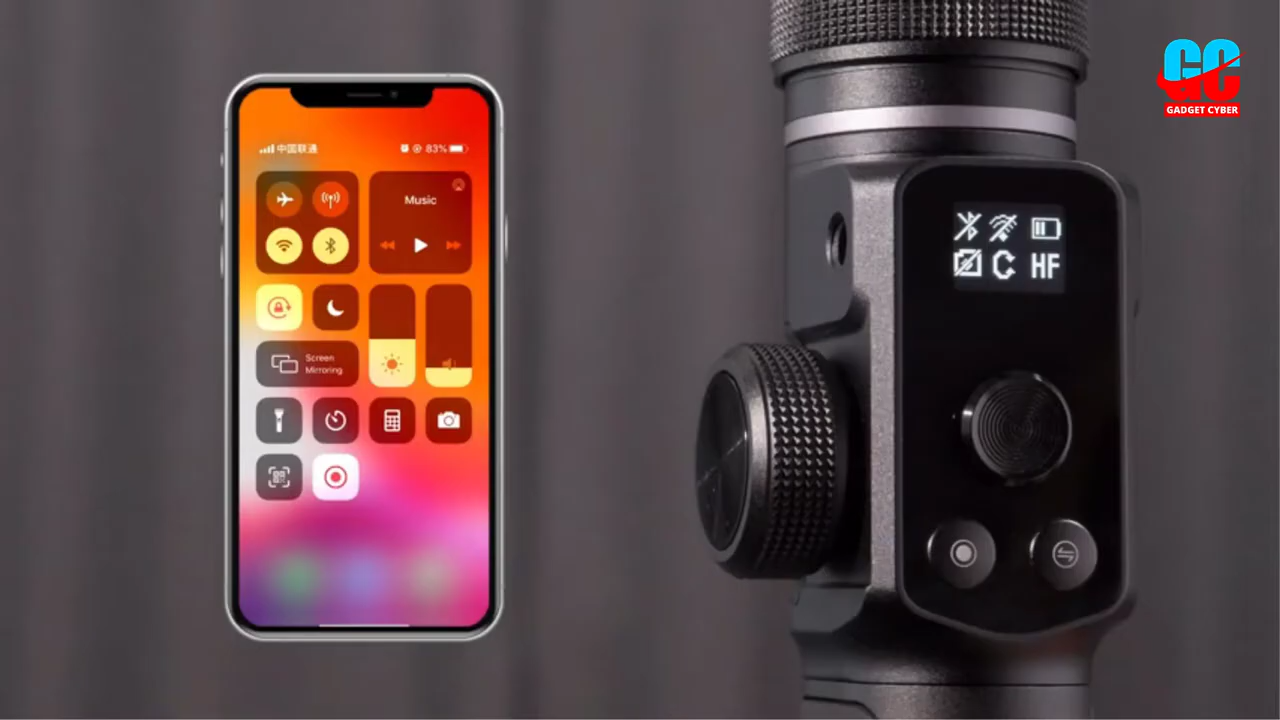 中国联通
83%
Music
Screen
Mirroring
HF
GC
GADGET CYBER